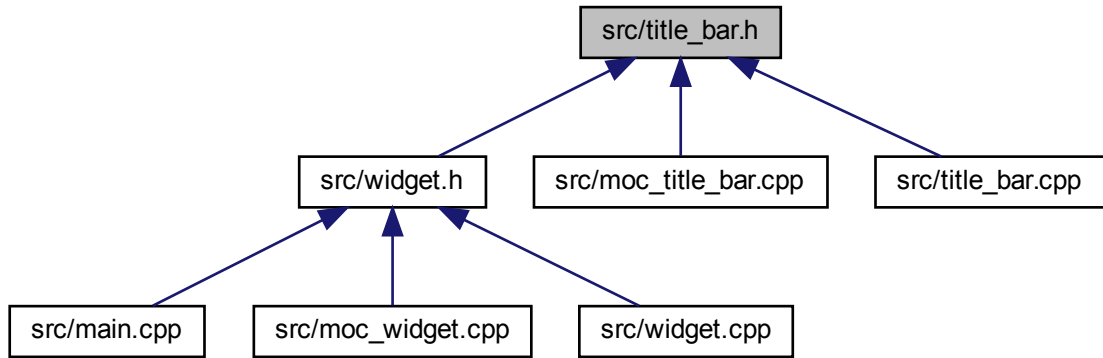 src/title_bar.h
src/widget.h
src/moc_title_bar.cpp
src/title_bar.cpp
src/main.cpp
src/moc_widget.cpp
src/widget.cpp